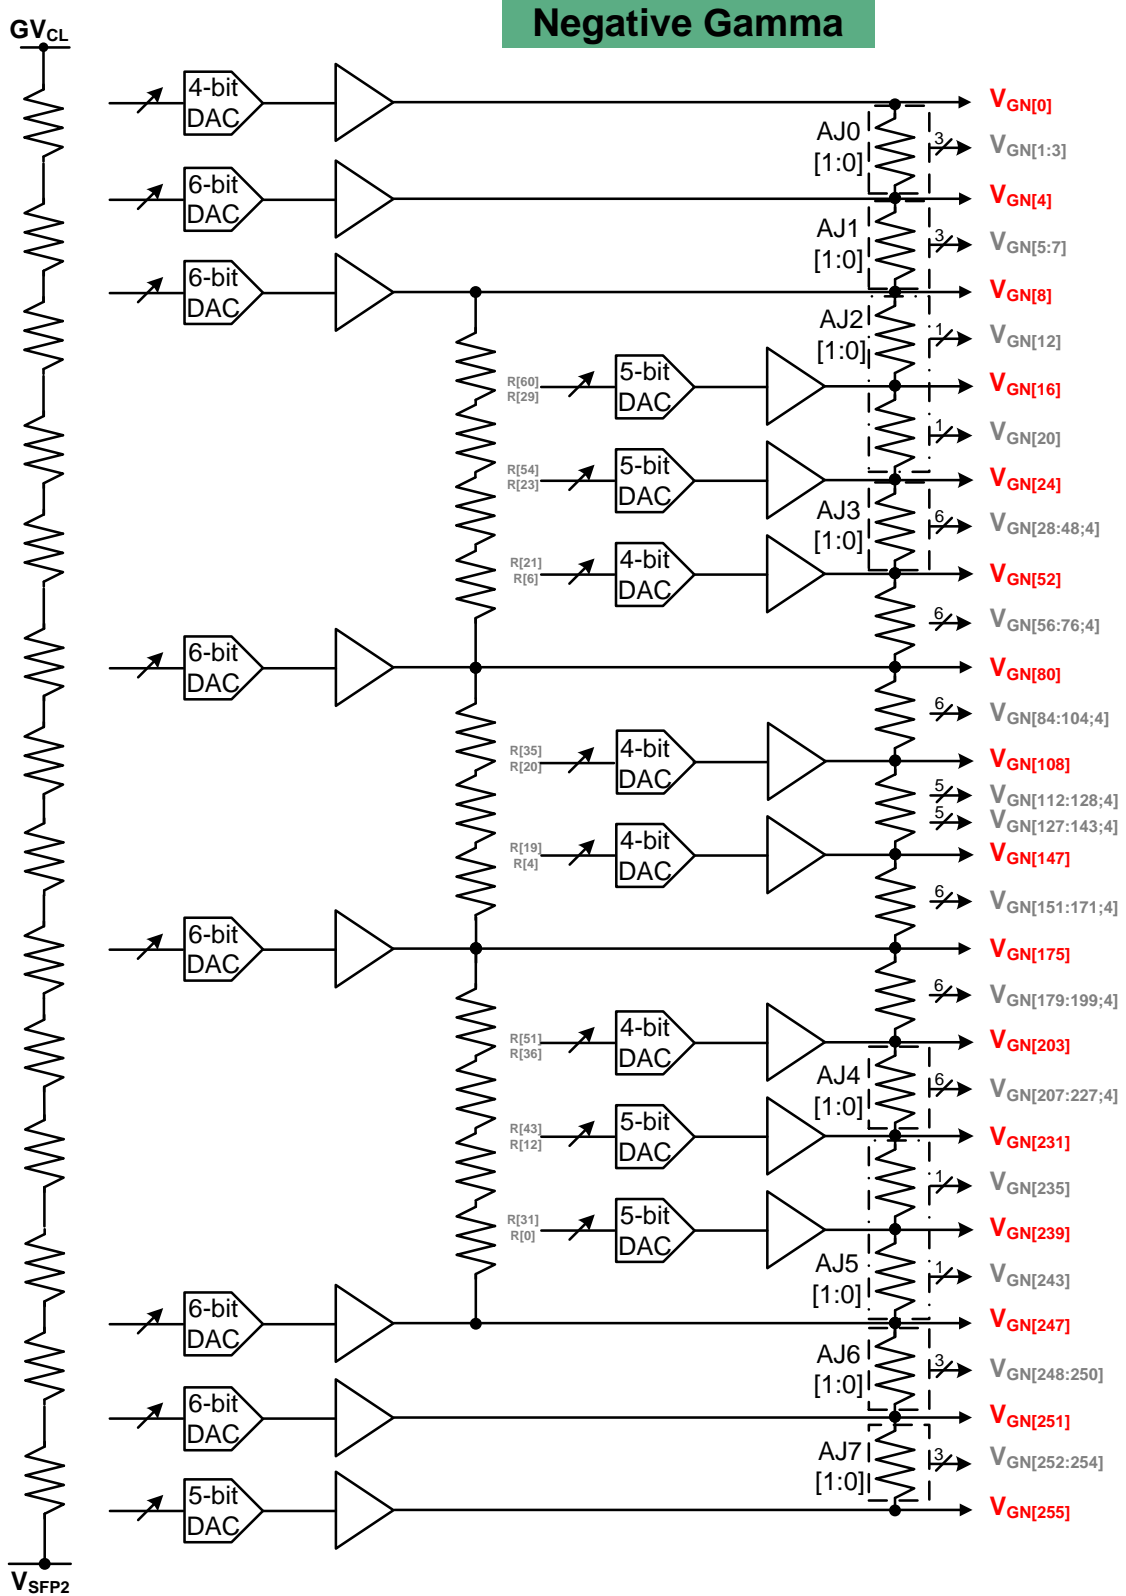 Negative Gamma
GVCL
4-bit
DAC
VGN[0]
AJ0
[1:0]
3
VGN[1:3]
6-bit
DAC
VGN[4]
AJ1
[1:0]
3
VGN[5:7]
6-bit
DAC
VGN[8]
AJ2
[1:0]
1
VGN[12]
R[60]
R[29]
5-bit
DAC
VGN[16]
1
VGN[20]
R[54]
R[23]
5-bit
DAC
VGN[24]
AJ3
[1:0]
6
VGN[28:48;4]
R[21]
R[6]
4-bit
DAC
VGN[52]
6
VGN[56:76;4]
6-bit
DAC
VGN[80]
6
VGN[84:104;4]
R[35]
R[20]
4-bit
DAC
VGN[108]
5
VGN[112:128;4]
5
VGN[127:143;4]
R[19]
R[4]
4-bit
DAC
VGN[147]
6
VGN[151:171;4]
6-bit
DAC
VGN[175]
6
VGN[179:199;4]
R[51]
R[36]
4-bit
DAC
VGN[203]
AJ4
[1:0]
6
VGN[207:227;4]
R[43]
R[12]
5-bit
DAC
VGN[231]
1
VGN[235]
R[31]
R[0]
5-bit
DAC
VGN[239]
AJ5
[1:0]
1
VGN[243]
6-bit
DAC
VGN[247]
AJ6
[1:0]
3
VGN[248:250]
6-bit
DAC
VGN[251]
AJ7
[1:0]
3
VGN[252:254]
5-bit
DAC
VGN[255]
VSFP2